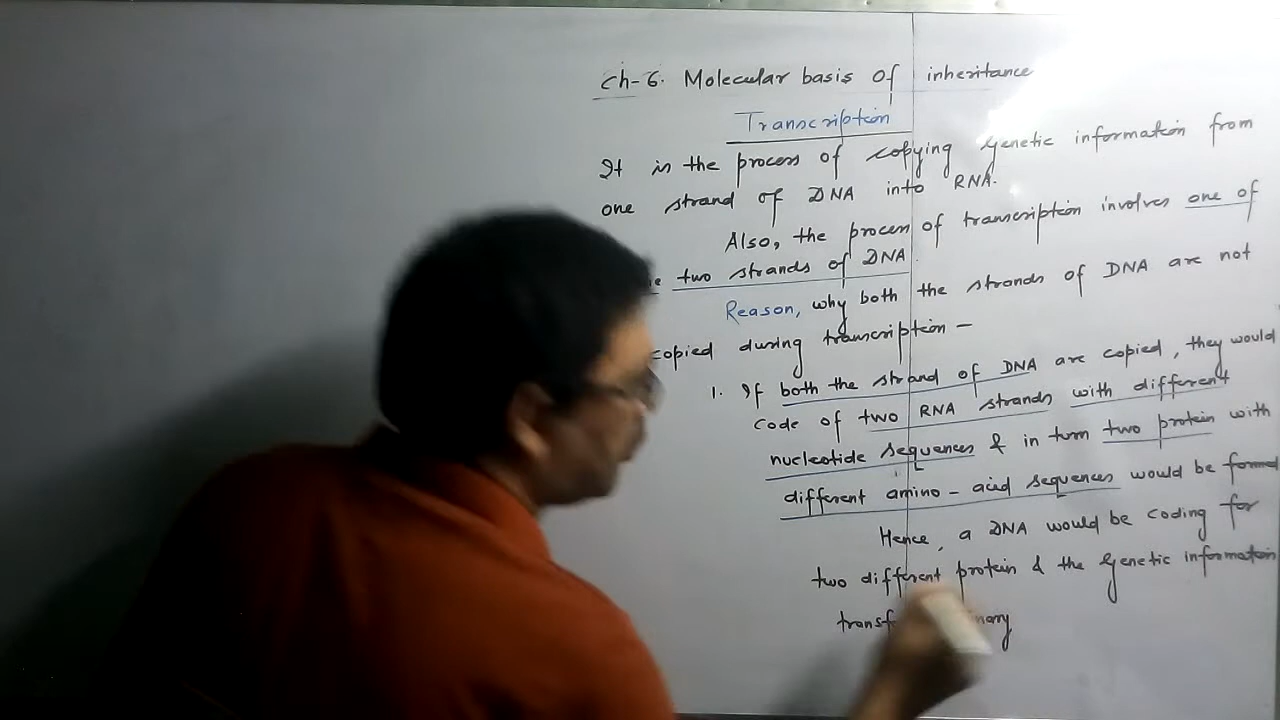 Ch-6. Molecular basis of inheritance
Transcription
It is the process of copying genetic information from
one strand of DNA into RNA.
Also, the process of transcription involves one of
two strands of DNA
Reason, why both the strands of DNA are not
copied during transcription –
1. If both the strand of DNA are copied, they would
code of two RNA strands with different
nucleotide sequences & in turn two protein with
different amino-acid sequences would be formed
Hence, a DNA would be coding for
two different protein & the genetic information